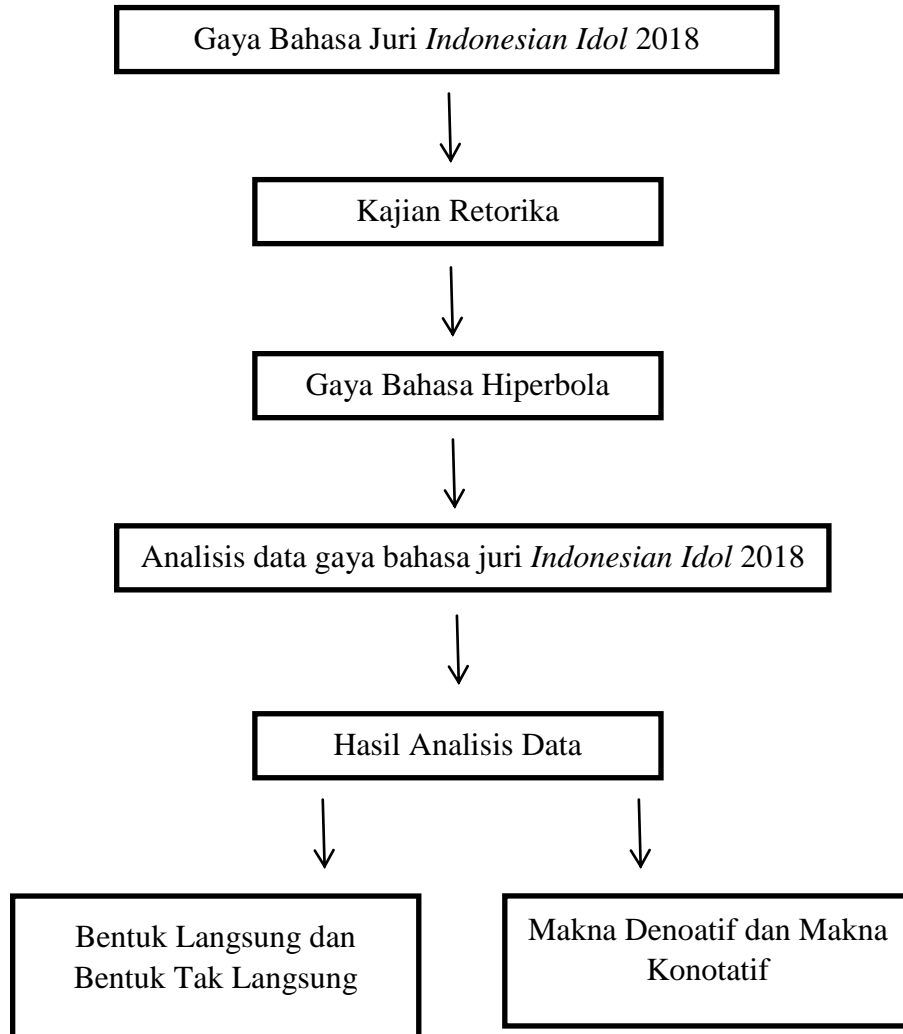 Gaya Bahasa Juri Indonesian Idol 2018
Kajian Retorika
Gaya Bahasa Hiperbola
Analisis data gaya bahasa juri Indonesian Idol 2018
Hasil Analisis Data
Bentuk Langsung dan
Bentuk Tak Langsung
Makna Denoatif dan Makna
Konotatif